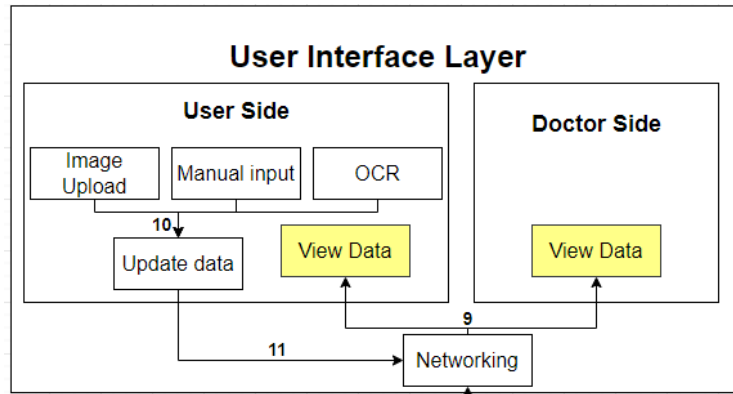 User Interface Layer
User Side
Doctor Side
Image
Upload
Manual input
OCR
10
Update data
View Data
View Data
9
11
Networking